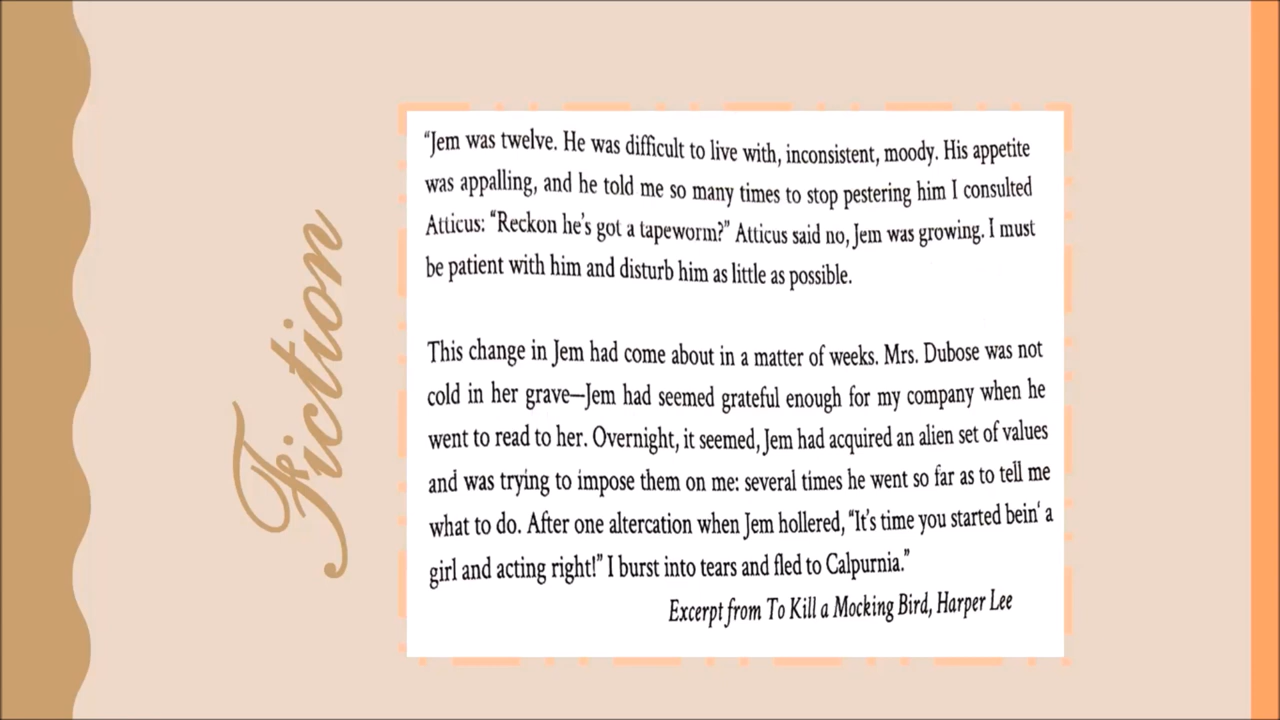 Fiction
“Jem was twelve. He was difficult to live with, inconsistent, moody. His appetite
was appalling, and he told me so many times to stop pestering him I consulted
Atticus: “Reckon he’s got a tapeworm?” Atticus said no, Jem was growing. I must
be patient with him and disturb him as little as possible.
This change in Jem had come about in a matter of weeks. Mrs. Dubose was not
cold in her grave—Jem had seemed grateful enough for my company when he
went to read to her. Overnight, it seemed, Jem had acquired an alien set of values
and was trying to impose them on me: several times he went so far as to tell me
what to do. After one altercation when Jem hollered, “It’s time you started bein' a
girl and acting right!” I burst into tears and fled to Calpurnia.”
Excerpt from To Kill a Mocking Bird, Harper Lee